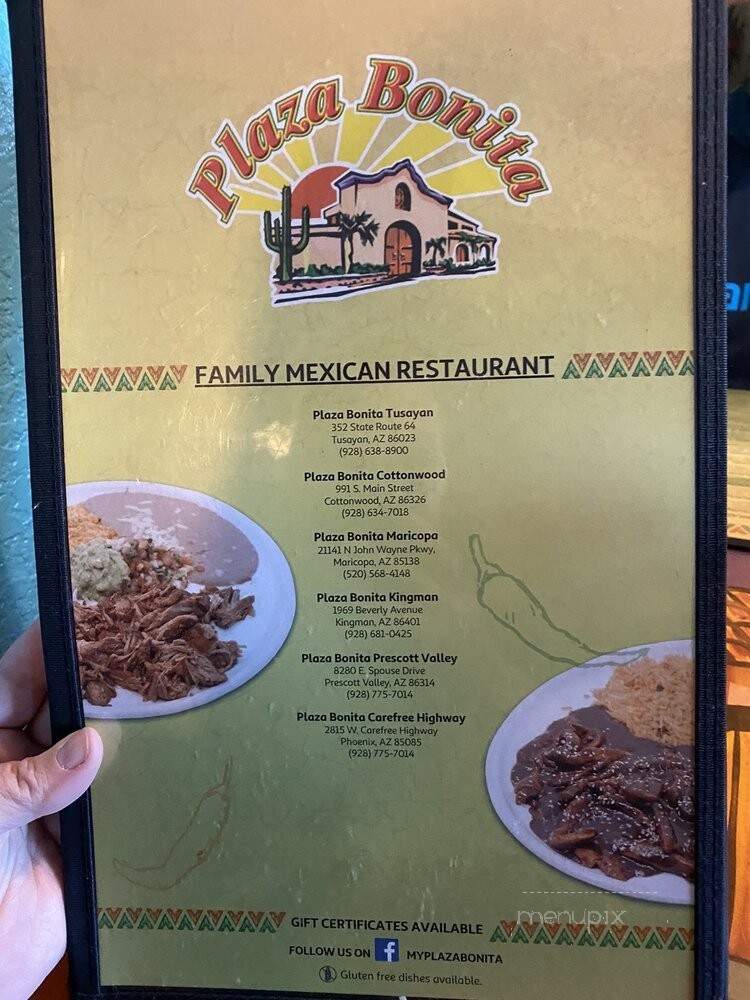 Plaza Bonita
FAMILY MEXICAN RESTAURANT
Plaza Bonita Tusayan
352 State Route 64
Tusayan, AZ 86023
(928) 638-8900
Plaza Bonita Cottonwood
991 S. Main Street
Cottonwood, AZ 86326
(928) 634-7018
Plaza Bonita Maricopa
21141 N John Wayne Pkwy,
Maricopa, AZ 85138
(520) 568-4148
Plaza Bonita Kingman
1969 Beverly Avenue
Kingman, AZ 86401
(928) 681-0425
Plaza Bonita Prescott Valley
8280 E. Spouse Drive
Prescott Valley, AZ 86314
(928) 775-7014
Plaza Bonita Carefree Highway
2815 W. Carefree Highway
Phoenix, AZ 85085
(928) 775-7014
menupix
GIFT CERTIFICATES AVAILABLE
FOLLOW US ON f MYPLAZABONITA
Gluten free dishes available.